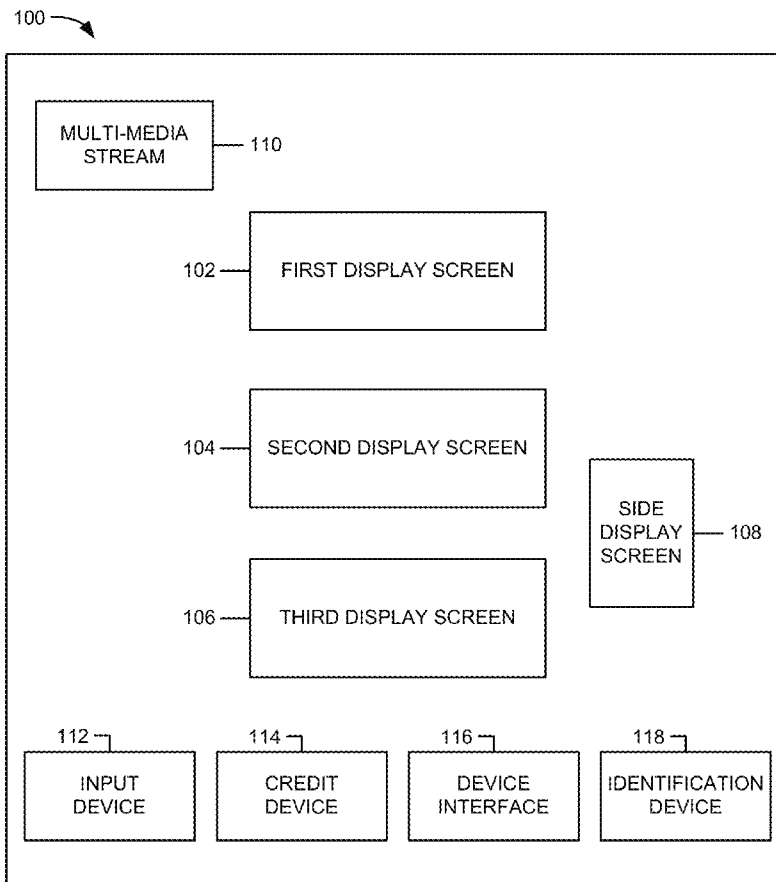 100
MULTI-MEDIA
STREAM
110
102
FIRST DISPLAY SCREEN
104
SECOND DISPLAY SCREEN
SIDE
DISPLAY
SCREEN
108
106
THIRD DISPLAY SCREEN
112
114
116
118
INPUT
DEVICE
CREDIT
DEVICE
DEVICE
INTERFACE
IDENTIFICATION
DEVICE